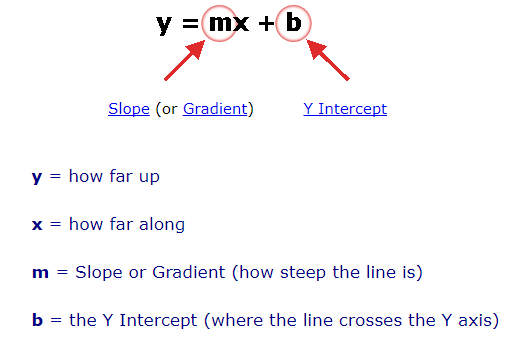 y = mx + b
Slope (or Gradient) Y Intercept
y = how far up
x = how far along
m = Slope or Gradient (how steep the line is)
b = the Y Intercept (where the line crosses the Y axis)